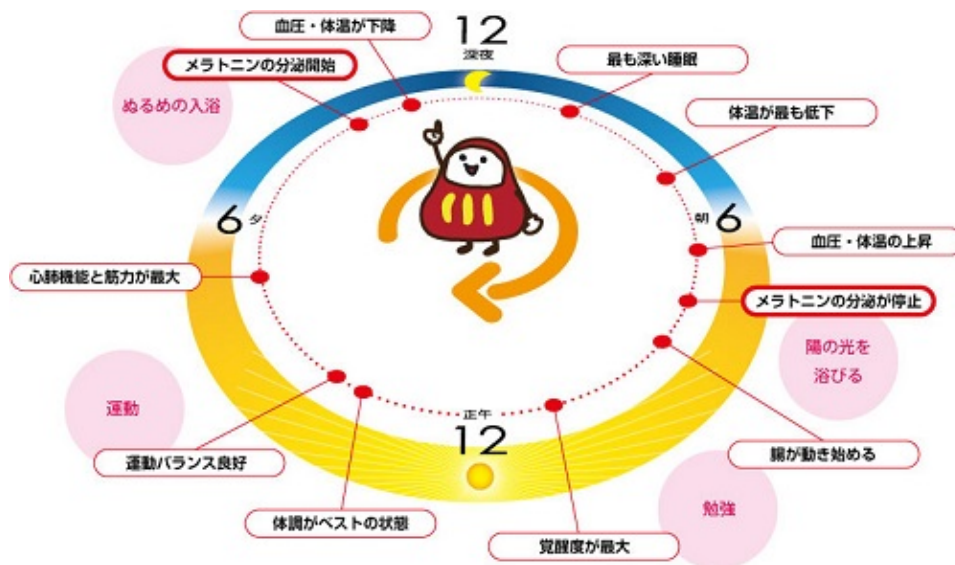 12
深夜
血圧・体温が下降
メラトニンの分泌開始
ぬるめの入浴
最も深い睡眠
体温が最も低下
6
朝
血圧・体温の上昇
メラトニンの分泌が停止
陽の光を
浴びる
腸が動き始める
勉強
覚醒度が最大
正午
12
体調がベストの状態
運動バランス良好
運動
心肺機能と筋力が最大
6
夕